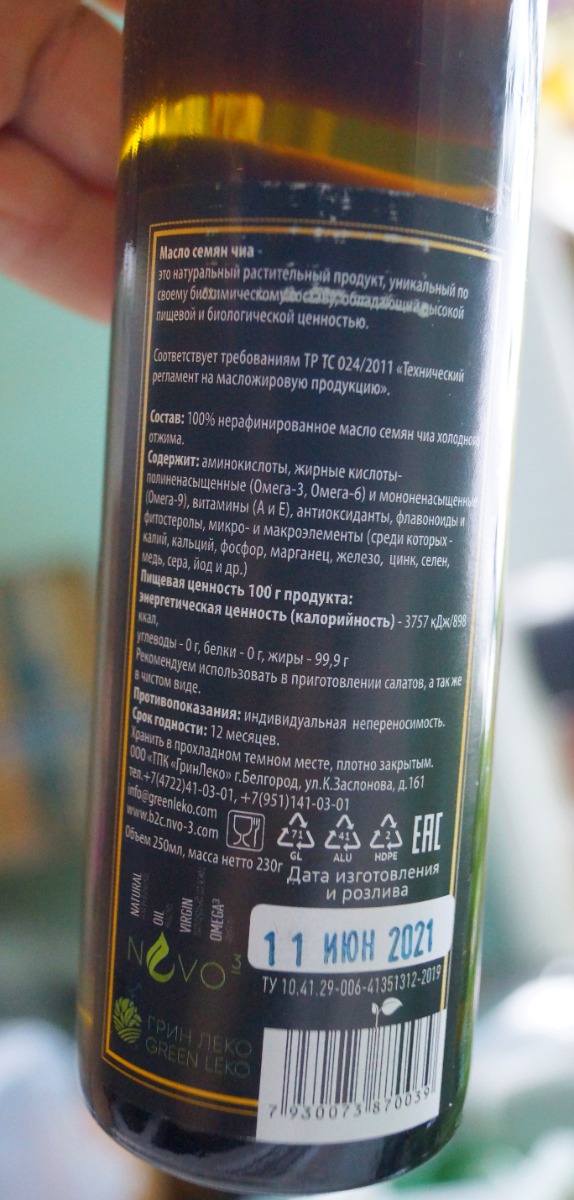 Масло семян чиа -
это натуральный растительный продукт, уникальный по
своему биохимическому составу, обладающий высокой
пищевой и биологической ценностью.
Соответствует требованиям ТР ТС 024/2011 «Технический
регламент на масложировую продукцию».
Состав: 100% нерафинированное масло семян чиа холодного
отжима.
Содержит: аминокислоты, жирные кислоты-
полиненасыщенные (Омега-3, Омега-6) и мононенасыщенные
(Омега-9), витамины (А и Е), антиоксиданты, флавоноиды и
фитостеролы, микро- и макроэлементы (среди которых -
калий, кальций, фосфор, марганец, железо, цинк, селен,
медь, сера, йод и др.)
Пищевая ценность 100 г продукта:
энергетическая ценность (калорийность) - 3757 кДж/898
ккал,
углеводы - 0 г, белки - 0 г, жиры - 99,9 г
Рекомендуем использовать в приготовлении салатов, а так же
в чистом виде.
Противопоказания: индивидуальная непереносимость.
Срок годности: 12 месяцев.
Хранить в прохладном темном месте, плотно закрытым.
ООО «ТПК «ГринЛеко» г.Белгород, ул.К.Заслонова, д.161
тел.+7(4722)41-03-01, +7(951)141-03-01
info@greenleko.com
www.b2c.nvo-3.com
Объем 250мл, масса нетто 230г
71 41 2 EAC
GL ALU HDPE
Дата изготовления
и розлива
11 ИЮН 2021
ТУ 10.41.29-006-41351312-2019
NATURAL
OIL
VIRGIN
OMEGA³
NVO
ГРИН ЛЕКО
GREEN LEKO
7 930073 870039